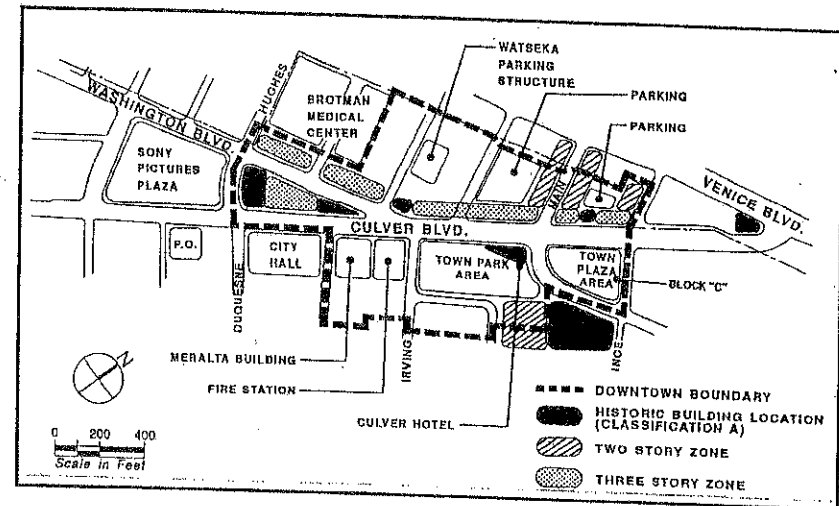 WATSEKA
PARKING
STRUCTURE
PARKING
PARKING
HUGHES
BROTMAN
MEDICAL
CENTER
WASHINGTON BLVD.
SONY
PICTURES
PLAZA
MAIN
VENICE BLVD.
CULVER BLVD.
P.O.
CITY
HALL
TOWN PARK
AREA
TOWN
PLAZA
AREA
BLOCK "C"
DUQUESNE
IRVING
INCE
MERALTA BUILDING
FIRE STATION
CULVER HOTEL
N
0 200 400
Scale in Feet
DOWNTOWN BOUNDARY
HISTORIC BUILDING LOCATION
(CLASSIFICATION A)
TWO STORY ZONE
THREE STORY ZONE